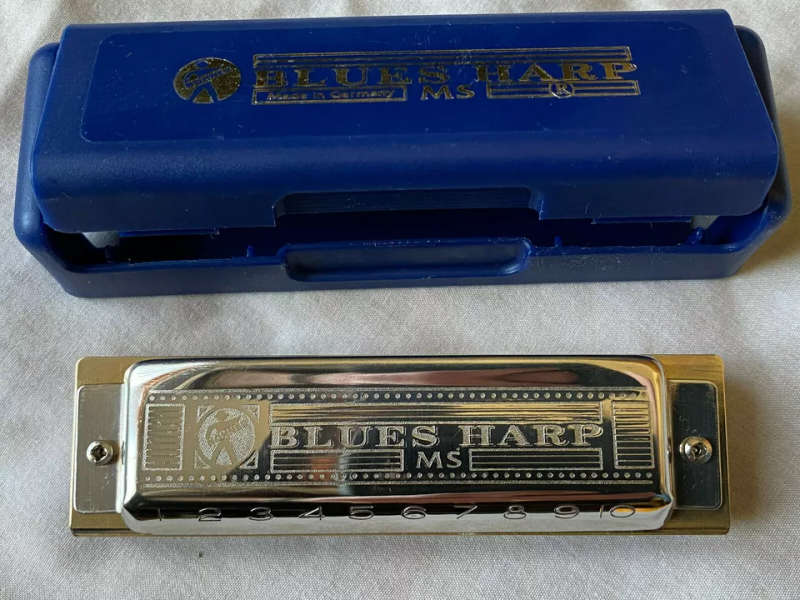 BLUES HARP
Made in Germany MS ®
BLUES HARP
MS
1 2 3 4 5 6 7 8 9 10